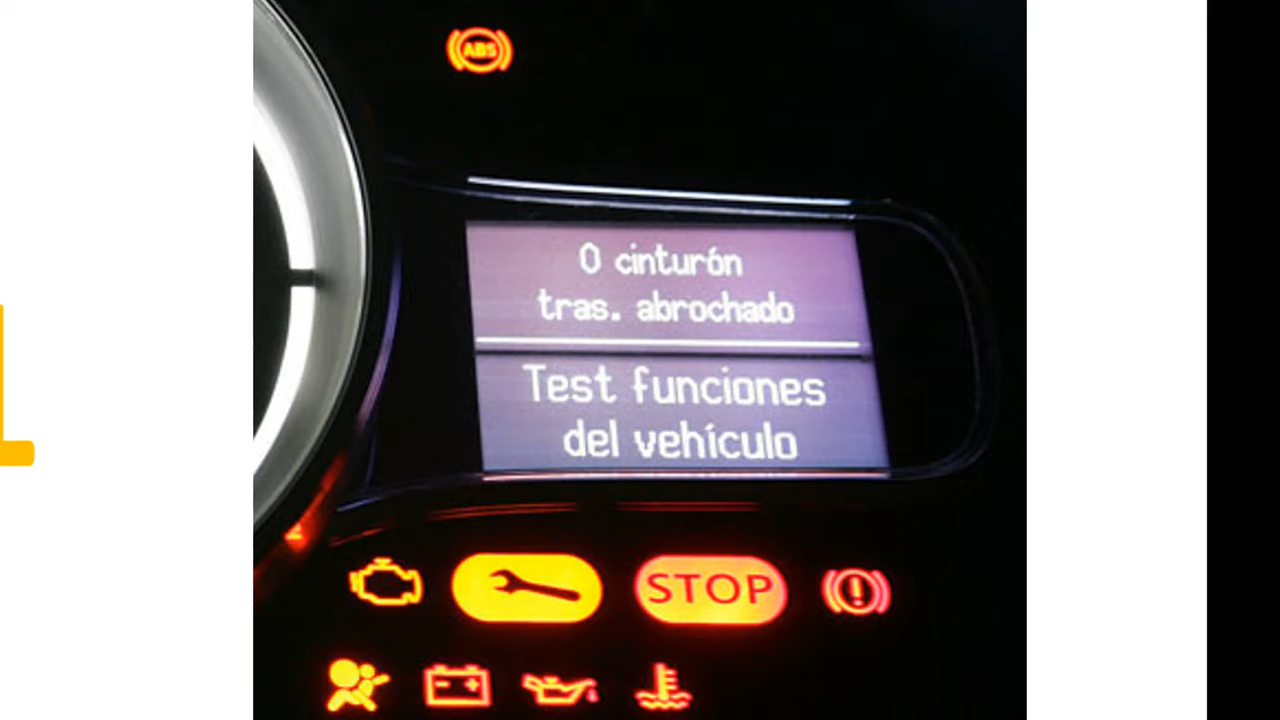 ABS
0 cinturón
tras. abrochado
Test funciones
del vehículo
STOP